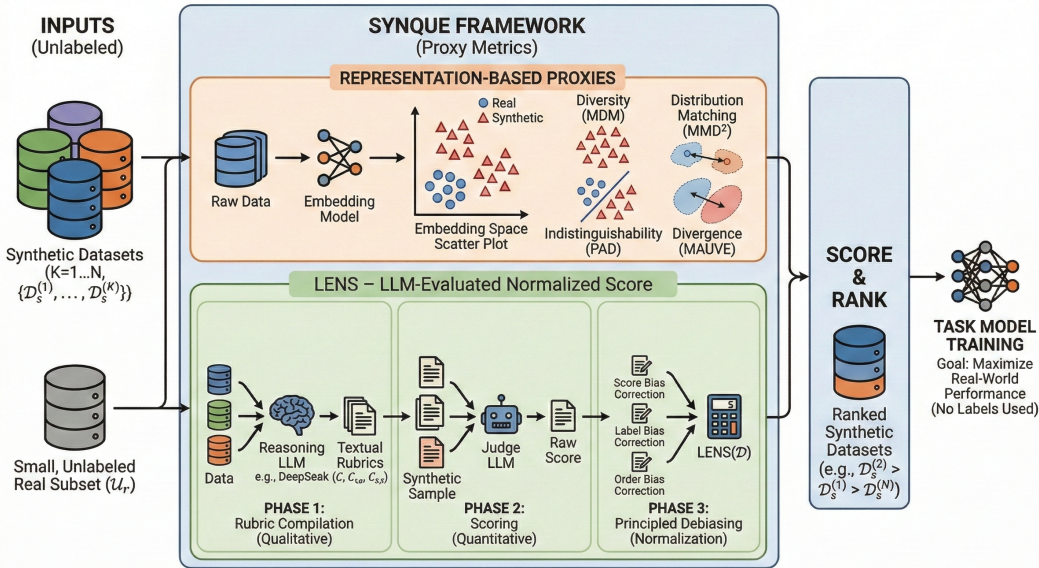 INPUTS
(Unlabeled)
Synthetic Datasets
(K=1...N,
{𝒟ₛ⁽¹⁾, . . . , 𝒟ₛ⁽ᴷ⁾})
Small, Unlabeled
Real Subset (𝒰ᵣ)
SYNQUE FRAMEWORK
(Proxy Metrics)
REPRESENTATION-BASED PROXIES
Raw Data
Embedding
Model
Real
Synthetic
Embedding Space
Scatter Plot
Diversity
(MDM)
Distribution
Matching
(MMD²)
Indistinguishability
(PAD)
Divergence
(MAUVE)
LENS – LLM-Evaluated Normalized Score
Data
Reasoning
LLM
e.g., DeepSeak
Textual
Rubrics
PHASE 1:
Rubric Compilation
(Qualitative)
Synthetic
Sample
Judge
LLM
Raw
Score
PHASE 2:
Scoring
(Quantitative)
Score Bias
Correction
Label Bias
Correction
Order Bias
Correction
5
LENS(𝒟)
PHASE 3:
Principled Debiasing
(Normalization)
SCORE
&
RANK
Ranked
Synthetic
Datasets
(e.g., 𝒟ₛ⁽²⁾ >
𝒟ₛ⁽¹⁾ > 𝒟ₛ⁽ᴺ⁾)
TASK MODEL
TRAINING
Goal: Maximize
Real-World
Performance
(No Labels Used)